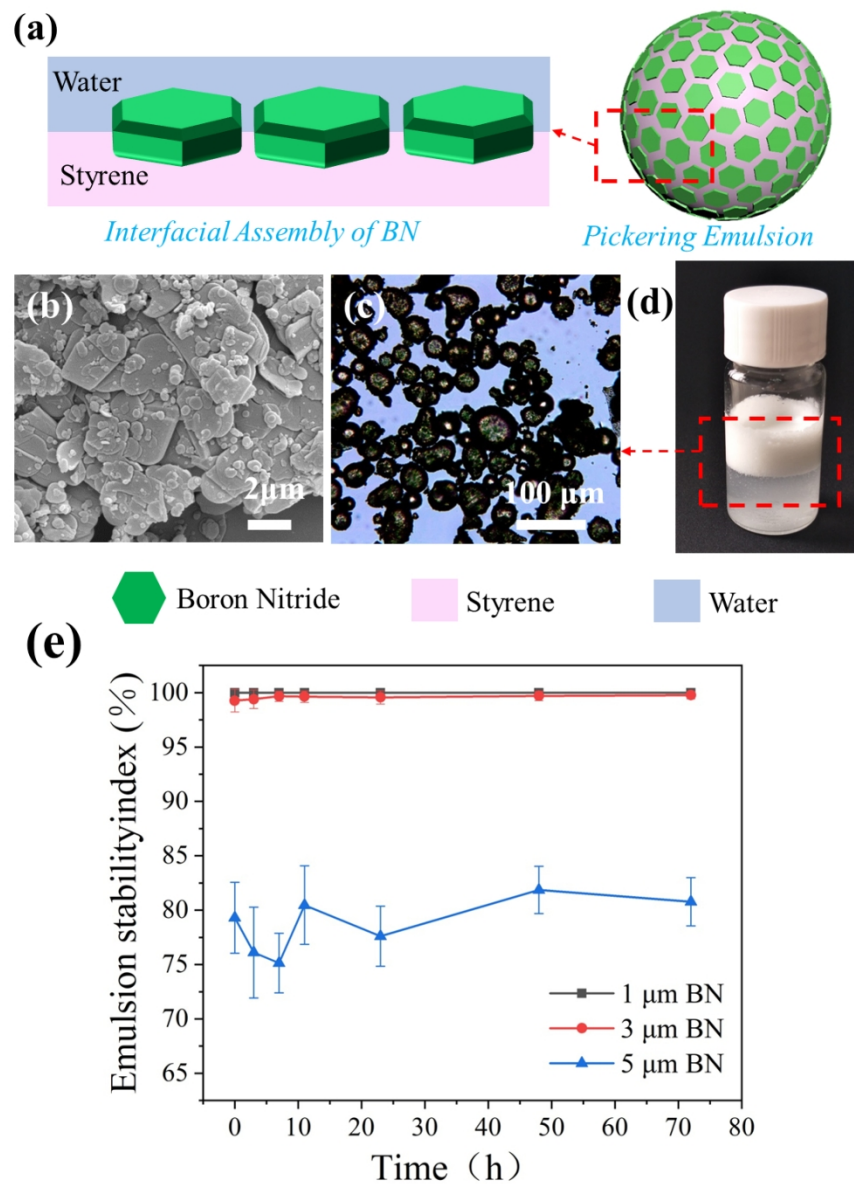 (a)
Water
Styrene
Interfacial Assembly of BN
Pickering Emulsion
(b)
2μm
(c)
100 μm
(d)
Boron Nitride
Styrene
Water
(e)
Emulsion stabilityindex (%)
100
95
90
85
80
75
70
65
1 μm BN
3 μm BN
5 μm BN
0 10 20 30 40 50 60 70 80
Time（h）